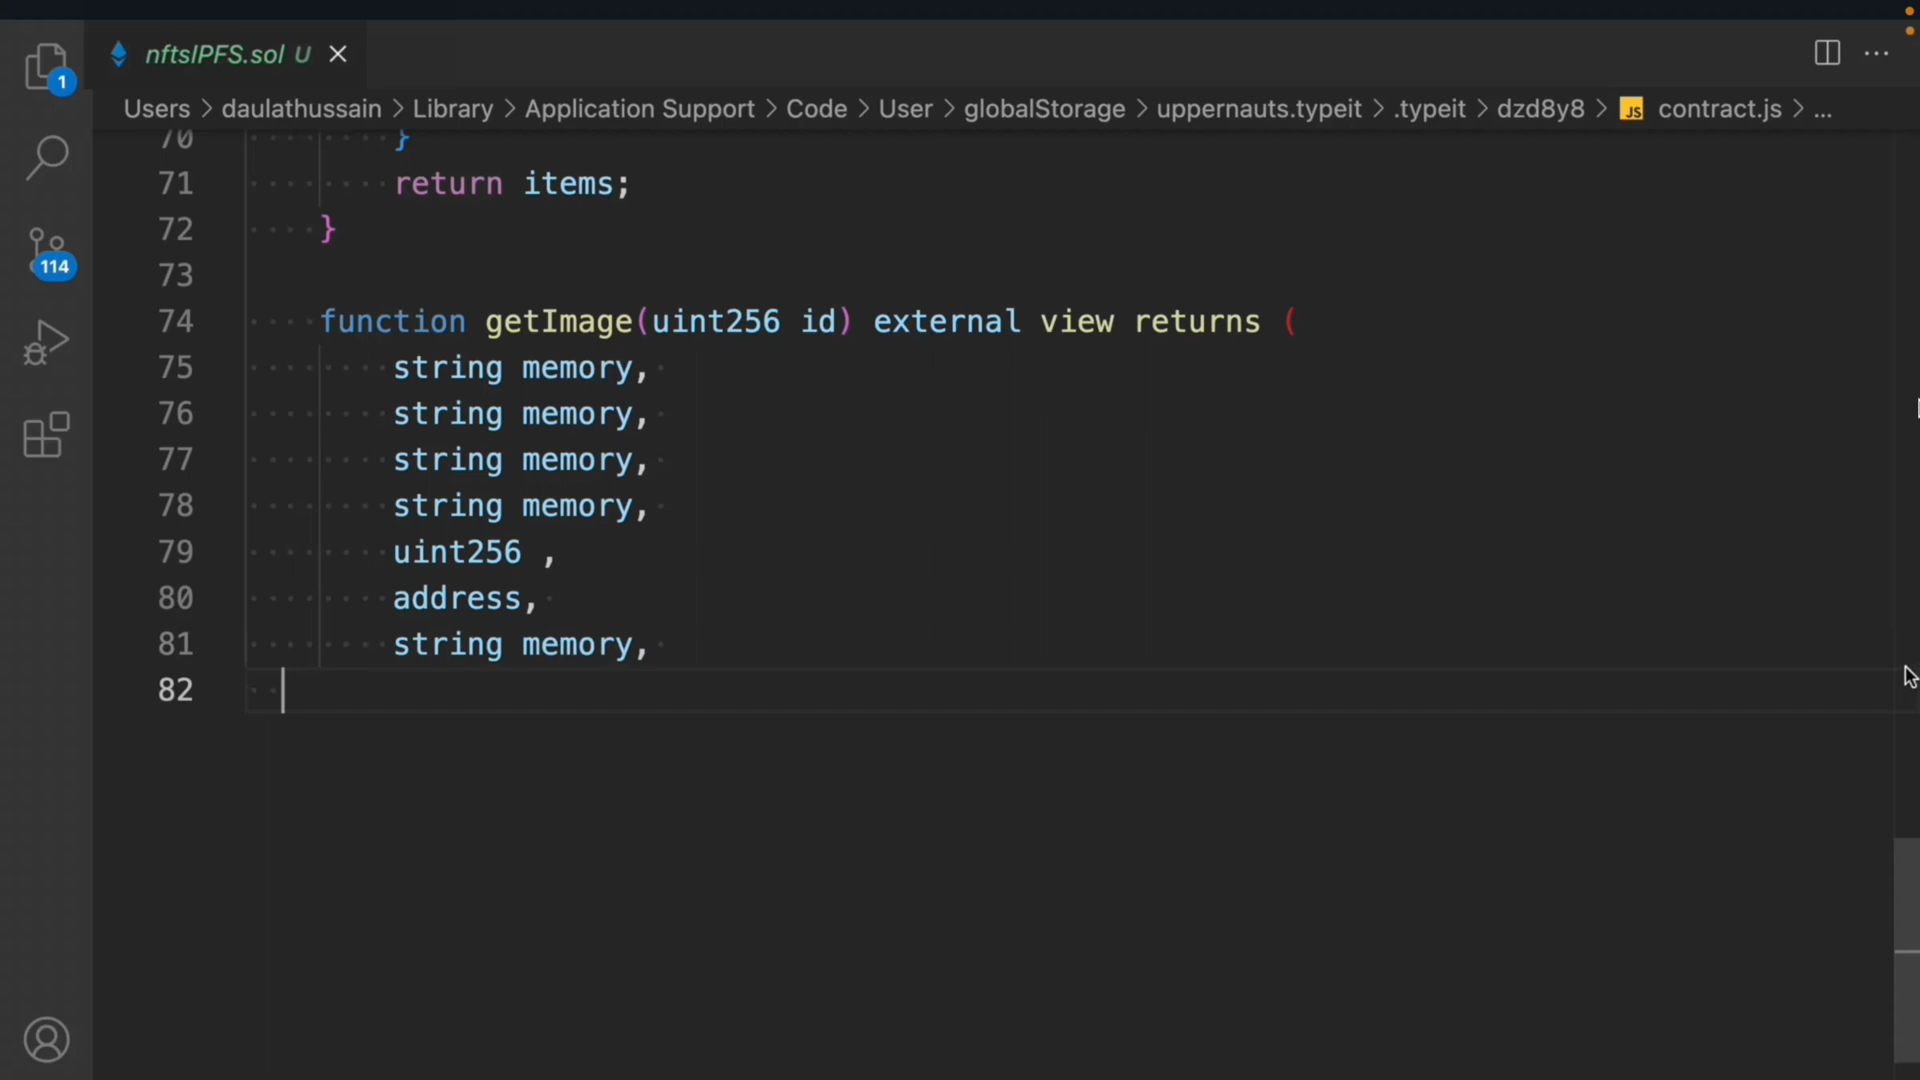 nftsIPFS.sol U
1
Users > daulathussain > Library > Application Support > Code > User > globalStorage > uppernauts.typeit > .typeit > dzd8y8 > JS contract.js > ...
70 }
71 return items;
72 }
73
114
74 function getImage(uint256 id) external view returns (
75 string memory,
76 string memory,
77 string memory,
78 string memory,
79 uint256 ,
80 address,
81 string memory,
82